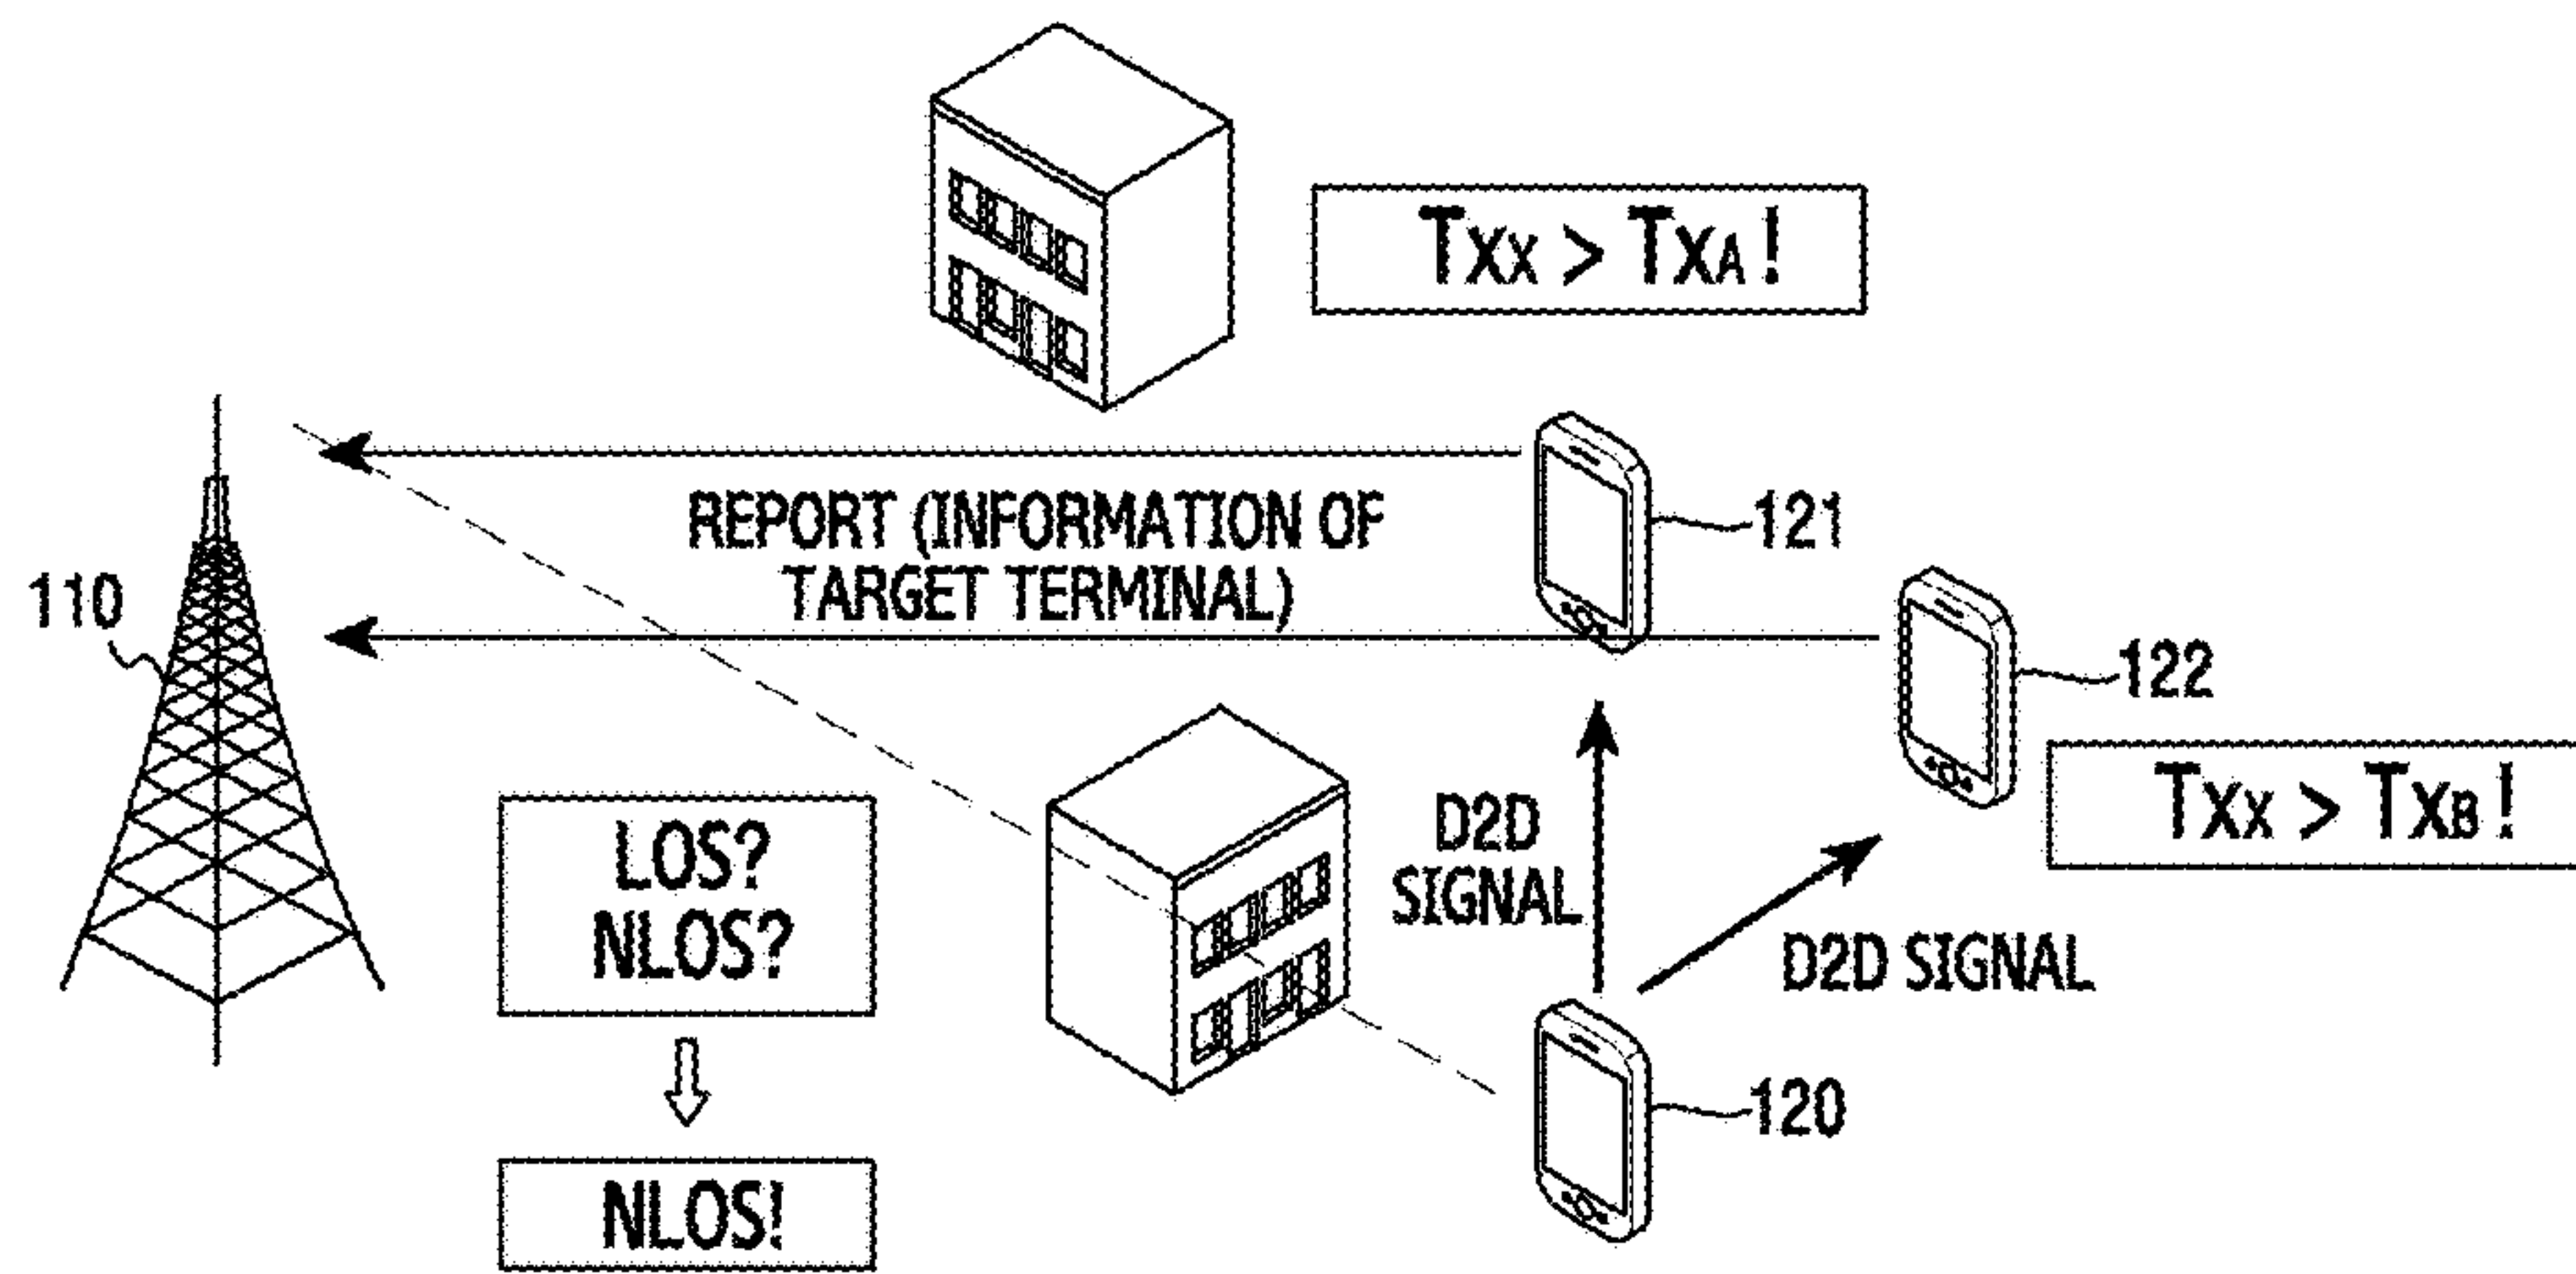 Txx > TxA !
REPORT (INFORMATION OF
TARGET TERMINAL)
121
110
122
TxX > TxB !
LOS?
NLOS?
D2D
SIGNAL
D2D SIGNAL
120
NLOS!